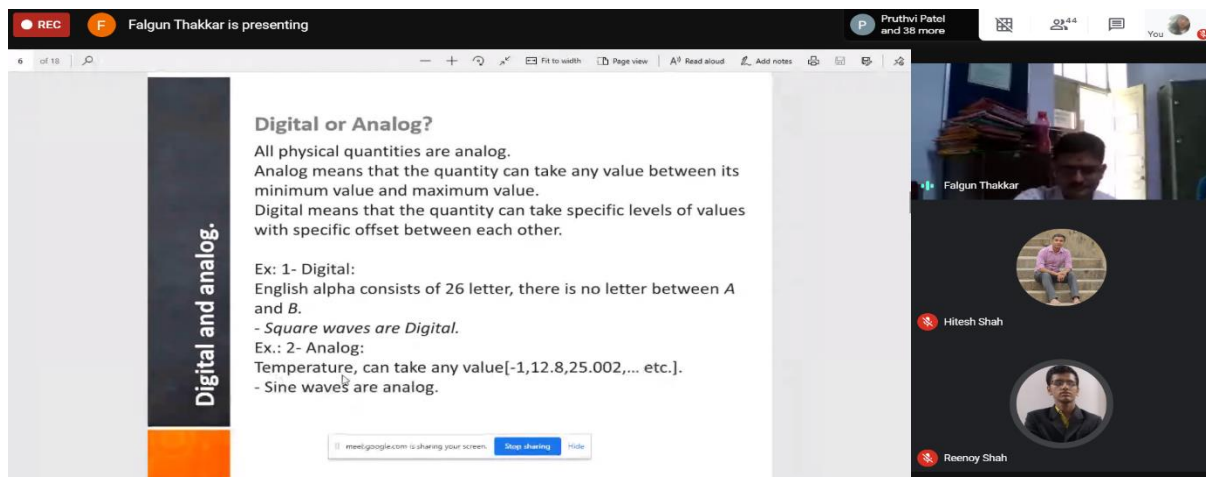 REC
F
Falgun Thakkar is presenting
P
Pruthvi Patel
and 38 more
44
You
6 of 18
Fit to width
Page view
Read aloud
Add notes
Digital and analog.
Digital or Analog?
All physical quantities are analog.
Analog means that the quantity can take any value between its
minimum value and maximum value.
Digital means that the quantity can take specific levels of values
with specific offset between each other.
Ex: 1- Digital:
English alpha consists of 26 letter, there is no letter between A
and B.
- Square waves are Digital.
Ex.: 2- Analog:
Temperature, can take any value[-1,12.8,25.002,... etc.].
- Sine waves are analog.
meet.google.com is sharing your screen.
Stop sharing
Hide
Falgun Thakkar
Hitesh Shah
Reenoy Shah